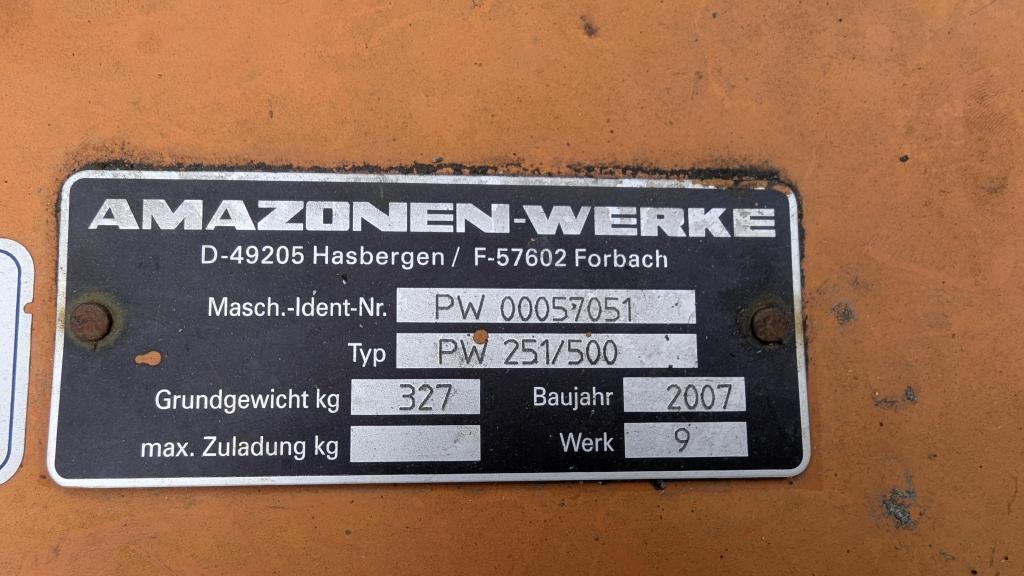 AMAZONEN-WERKE
D-49205 Hasbergen / F-57602 Forbach
Masch.-Ident-Nr. PW 00057051
Typ PW 251/500
Grundgewicht kg 327 Baujahr 2007
max. Zuladung kg Werk 9